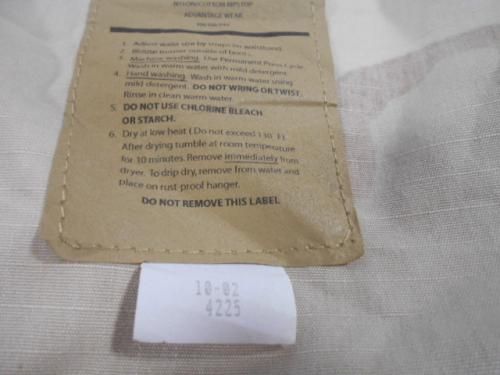 NYLON/COTTON RIPSTOP
ADVANTAGE WEAR
1. Adjust waist size by straps on waistband.
2. Blouse trouser outside of boots.
3. Machine washing. Use Permanent Press Cycle.
Wash in warm water with mild detergent.
4. Hand washing. Wash in warm water using
mild detergent. DO NOT WRING OR TWIST.
Rinse in clean warm water.
5. DO NOT USE CHLORINE BLEACH
OR STARCH.
6. Dry at low heat ( Do not exceed 130˚ F).
After drying tumble at room temperature
for 10 minutes. Remove immediately from
dryer. To drip dry, remove from water and
place on rust-proof hanger.
DO NOT REMOVE THIS LABEL
10-02
4225